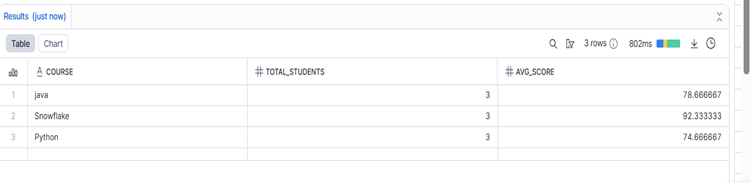 Results (just now)
Table Chart 3 rows 802ms
COURSE TOTAL_STUDENTS AVG_SCORE
1 java 3 78.666667
2 Snowflake 3 92.333333
3 Python 3 74.666667